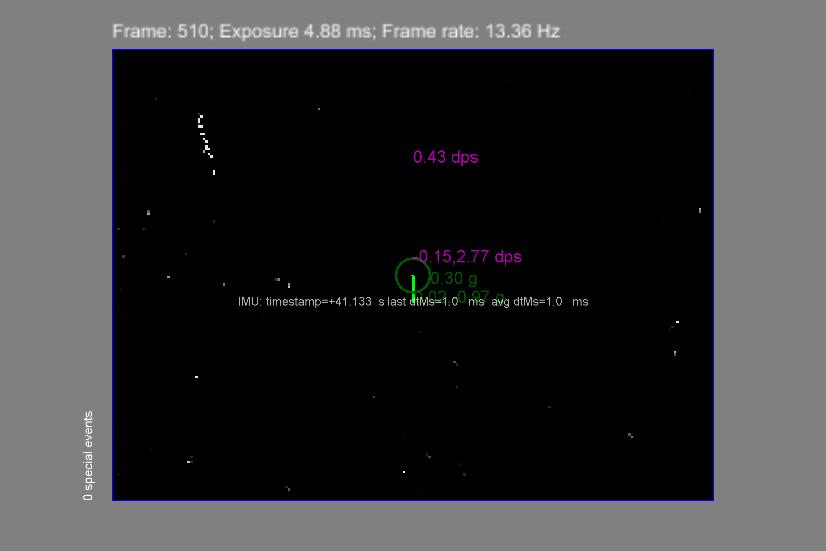 Frame: 510; Exposure 4.88 ms; Frame rate: 13.36 Hz
0.43 dps
-0.15,2.77 dps
0.30 g
IMU: timestamp=+41.133 s last dtMs=1.0 ms avg dtMs=1.0 ms
0 special events